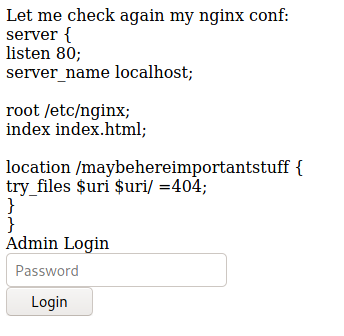 Let me check again my nginx conf:
server {
listen 80;
server_name localhost;
root /etc/nginx;
index index.html;
location /maybehereimportantstuff {
try_files $uri $uri/ =404;
}
}
Admin Login
Password
Login